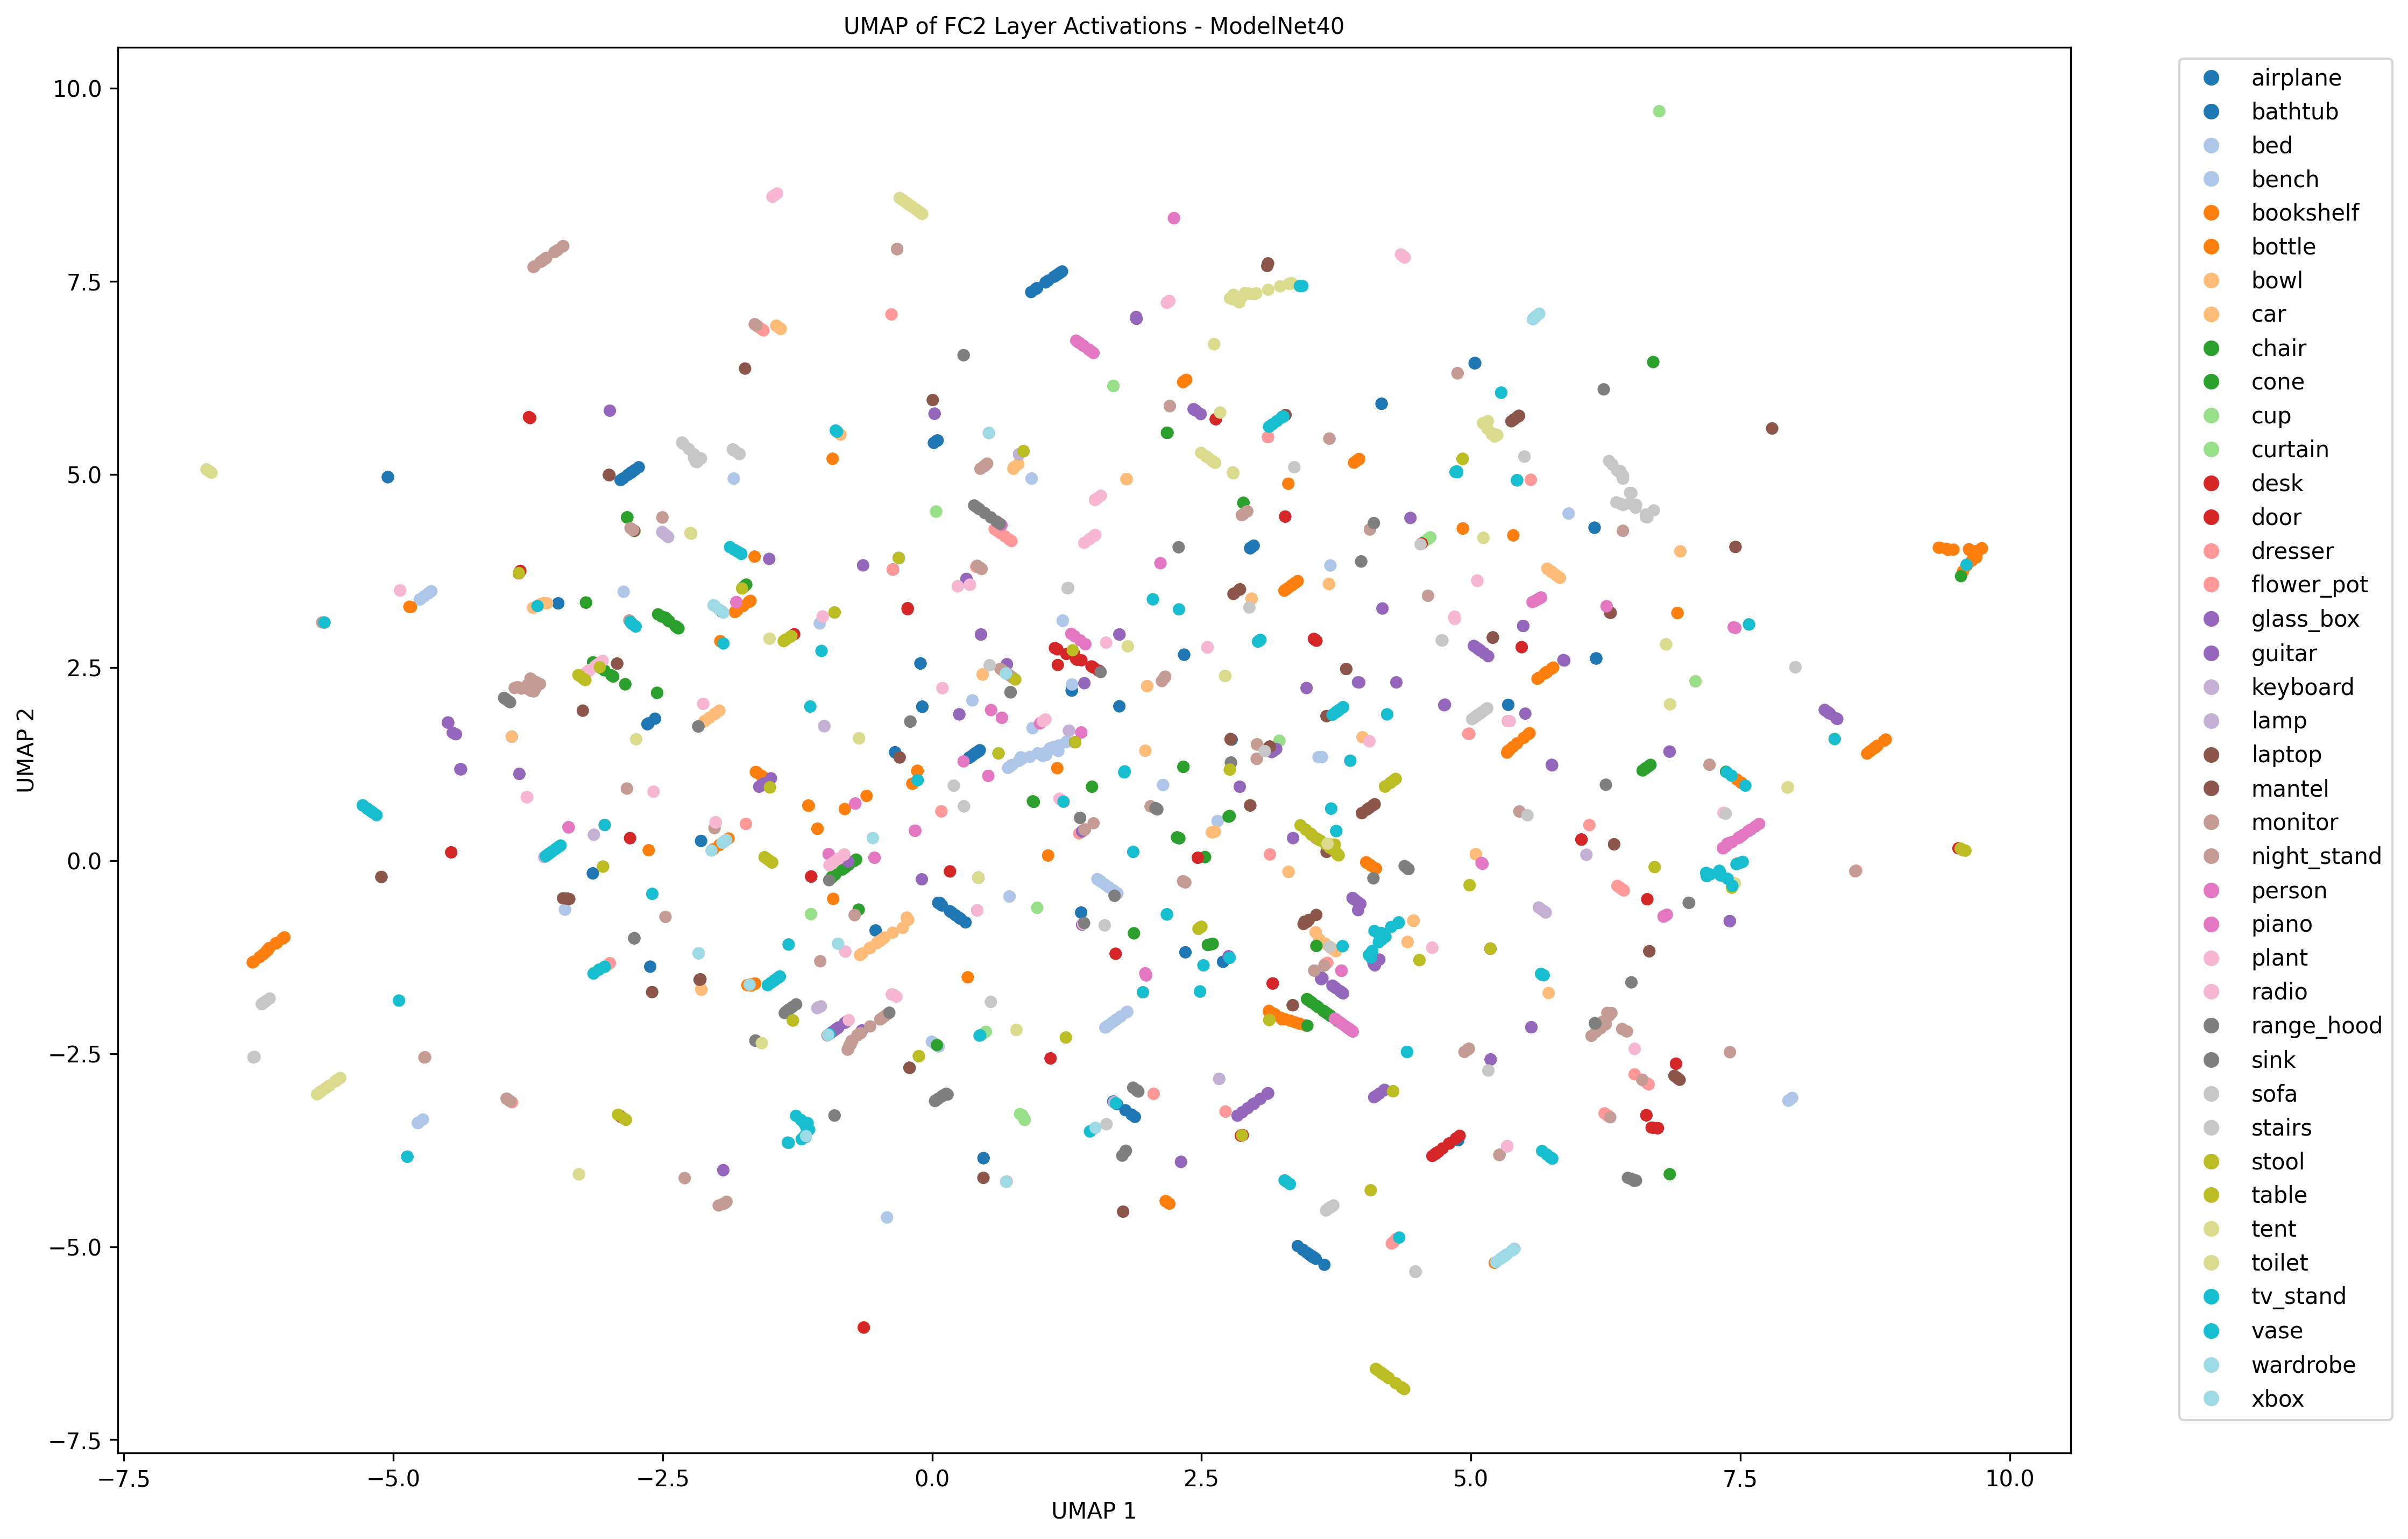 UMAP of FC2 Layer Activations - ModelNet40
10.0
7.5
5.0
2.5
0.0
−2.5
−5.0
−7.5
UMAP 2
−7.5
−5.0
−2.5
0.0
2.5
5.0
7.5
10.0
UMAP 1
airplane
bathtub
bed
bench
bookshelf
bottle
bowl
car
chair
cone
cup
curtain
desk
door
dresser
flower_pot
glass_box
guitar
keyboard
lamp
laptop
mantel
monitor
night_stand
person
piano
plant
radio
range_hood
sink
sofa
stairs
stool
table
tent
toilet
tv_stand
vase
wardrobe
xbox